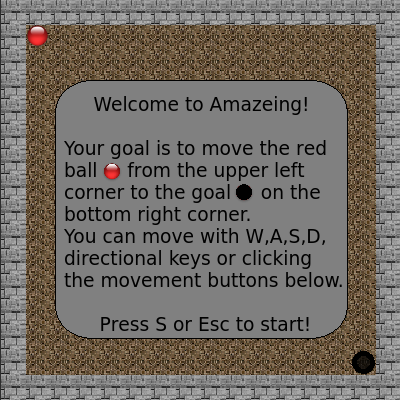 Welcome to Amazeing!
Your goal is to move the red
ball from the upper left
corner to the goal on the
bottom right corner.
You can move with W,A,S,D,
directional keys or clicking
the movement buttons below.
Press S or Esc to start!